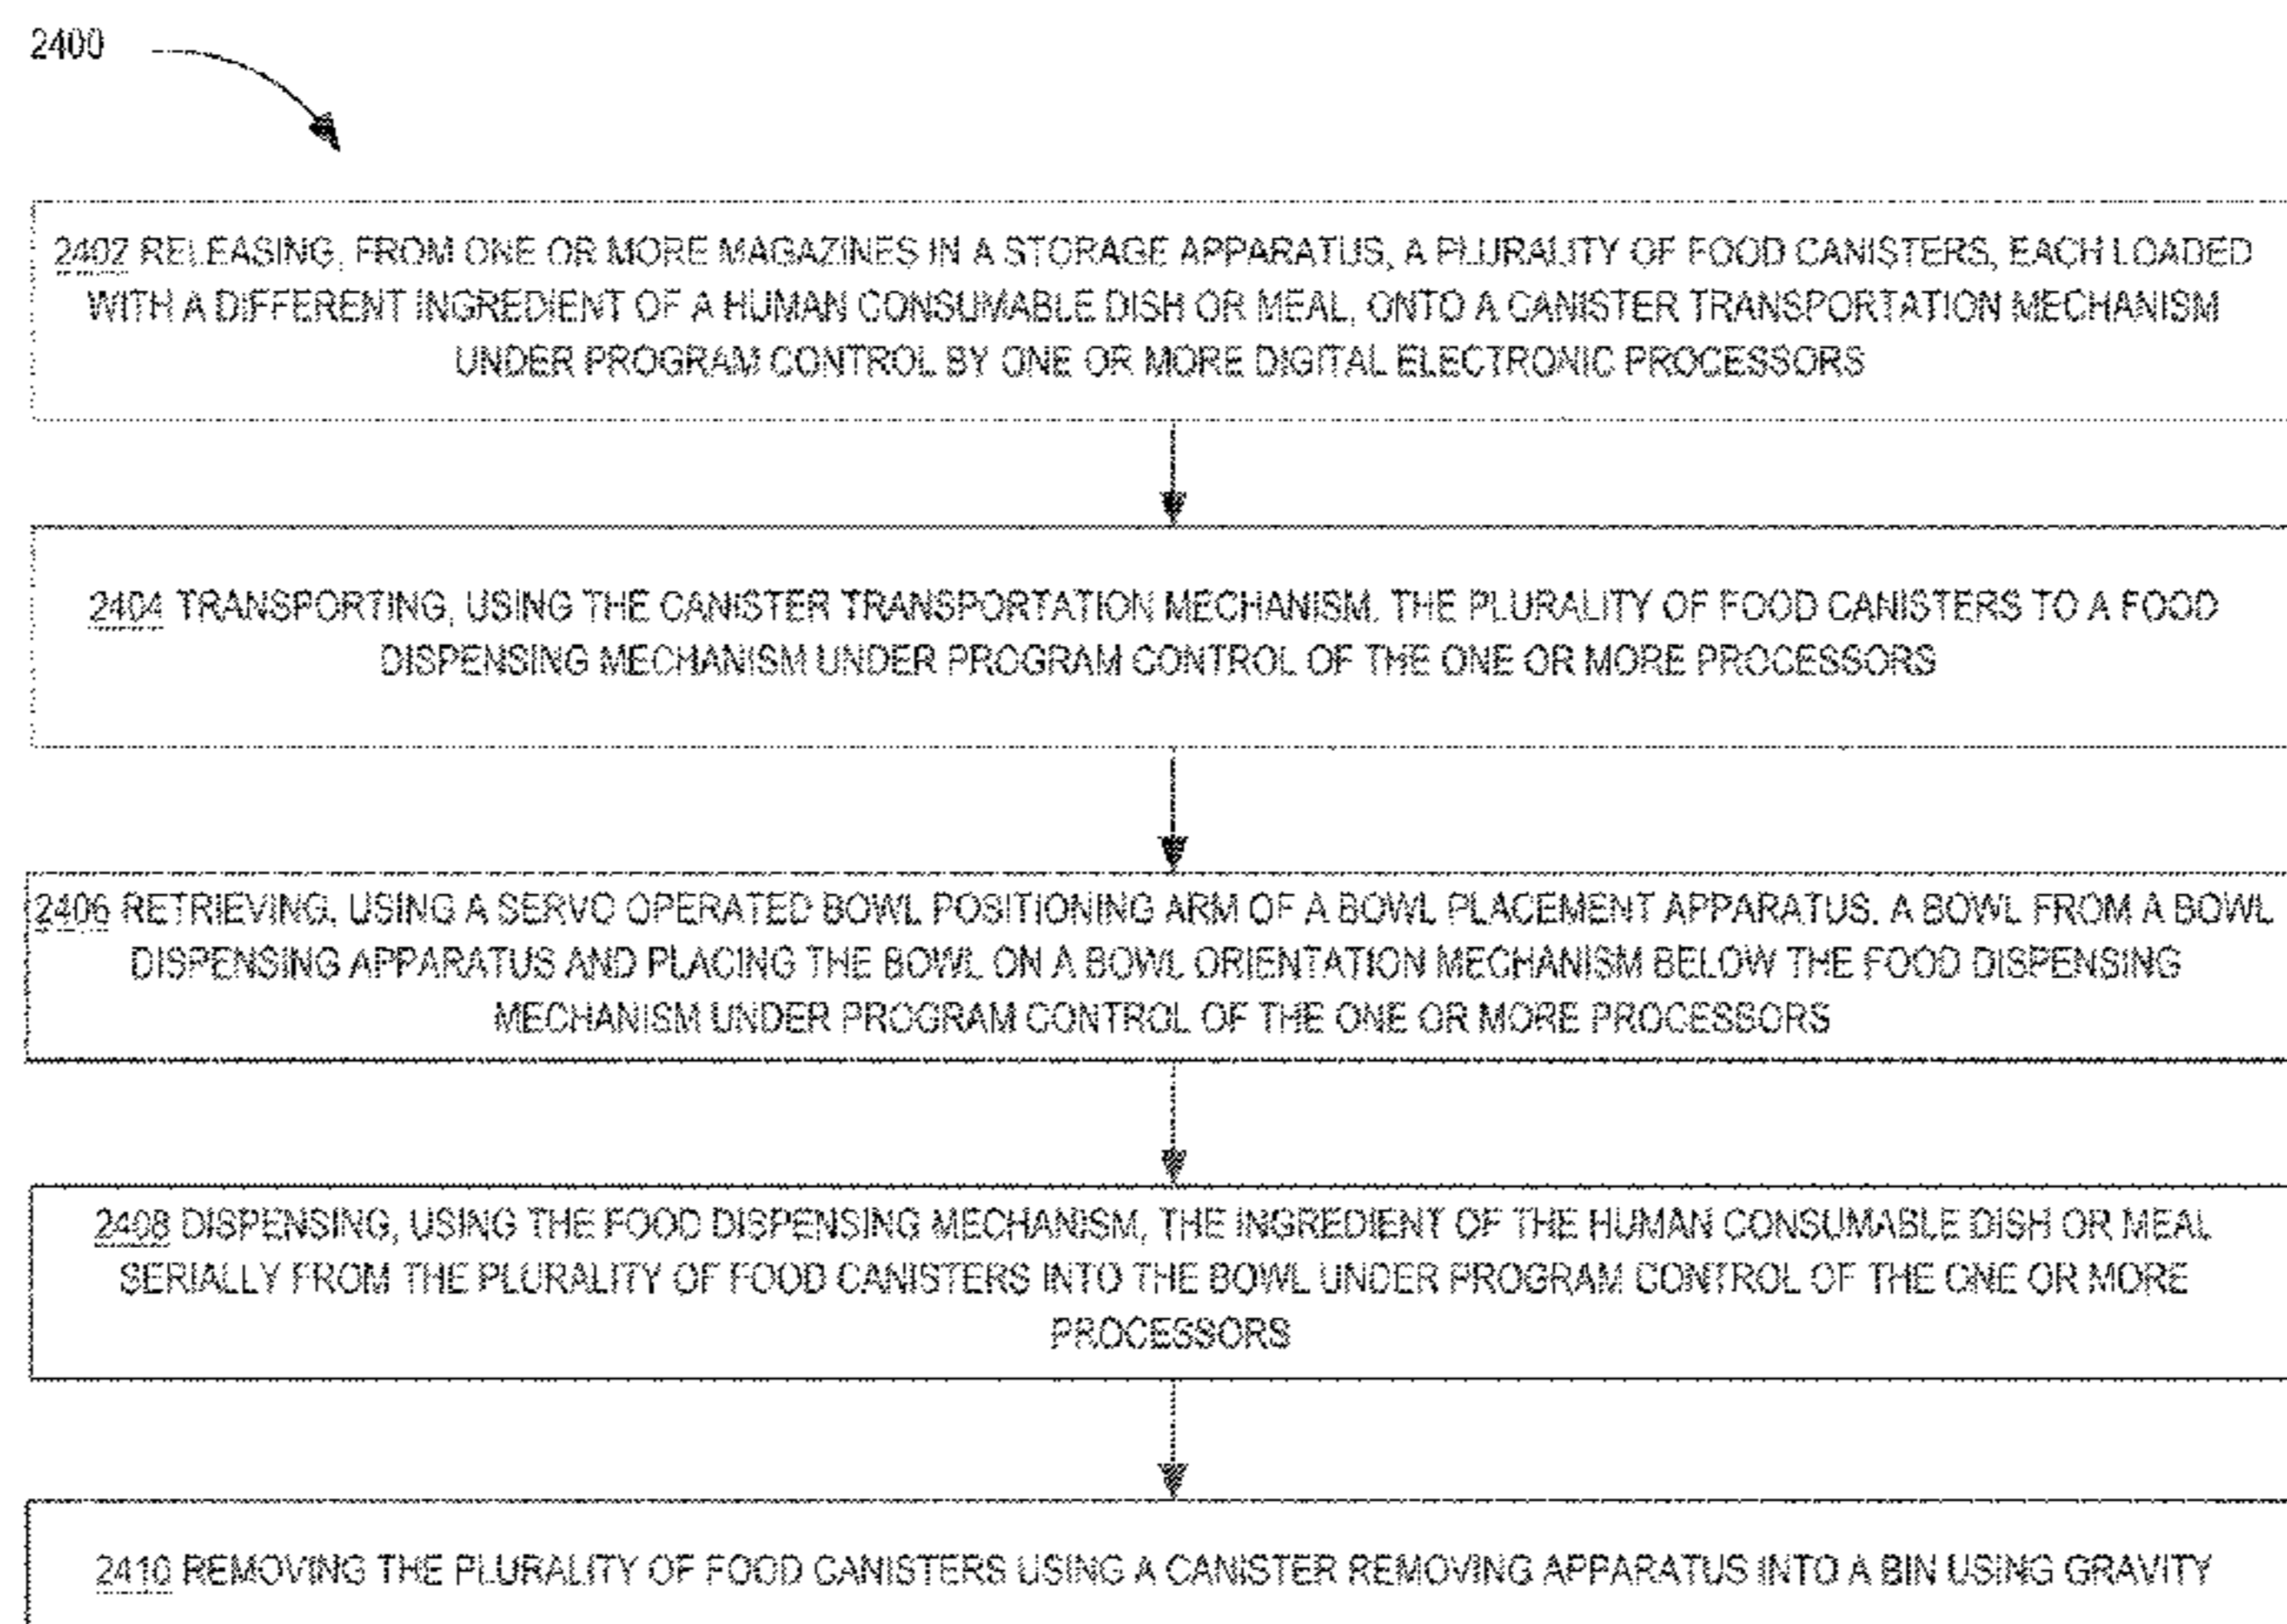 2400
2402 RELEASING, FROM ONE OR MORE MAGAZINES IN A STORAGE APPARATUS, A PLURALITY OF FOOD CANISTERS, EACH LOADED
WITH A DIFFERENT INGREDIENT OF A HUMAN CONSUMABLE DISH OR MEAL, ONTO A CANISTER TRANSPORTATION MECHANISM
UNDER PROGRAM CONTROL BY ONE OR MORE DIGITAL ELECTRONIC PROCESSORS
2404 TRANSPORTING, USING THE CANISTER TRANSPORTATION MECHANISM, THE PLURALITY OF FOOD CANISTERS TO A FOOD
DISPENSING MECHANISM UNDER PROGRAM CONTROL OF THE ONE OR MORE PROCESSORS
2406 RETRIEVING, USING A SERVO OPERATED BOWL POSITIONING ARM OF A BOWL PLACEMENT APPARATUS, A BOWL FROM A BOWL
DISPENSING APPARATUS AND PLACING THE BOWL ON A BOWL ORIENTATION MECHANISM BELOW THE FOOD DISPENSING
MECHANISM UNDER PROGRAM CONTROL OF THE ONE OR MORE PROCESSORS
2408 DISPENSING, USING THE FOOD DISPENSING MECHANISM, THE INGREDIENT OF THE HUMAN CONSUMABLE DISH OR MEAL
SERIALLY FROM THE PLURALITY OF FOOD CANISTERS INTO THE BOWL UNDER PROGRAM CONTROL OF THE ONE OR MORE
PROCESSORS
2410 REMOVING THE PLURALITY OF FOOD CANISTERS USING A CANISTER REMOVING APPARATUS INTO A BIN USING GRAVITY